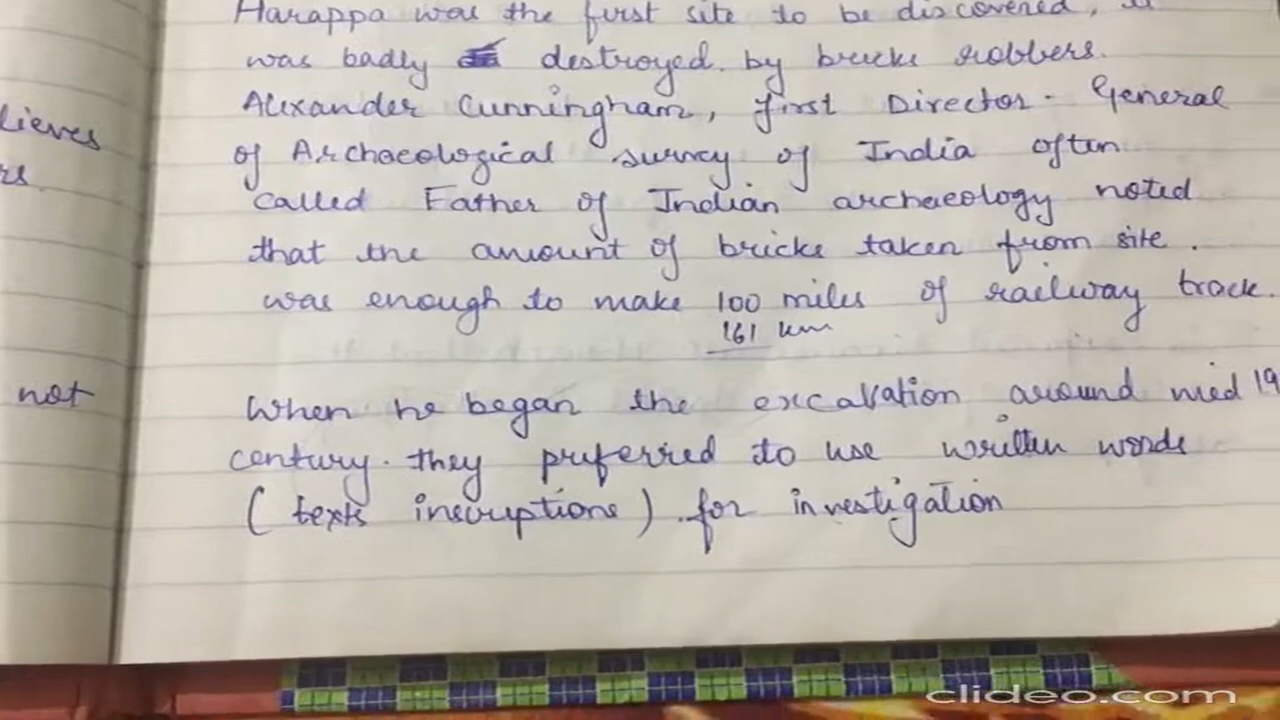 lieves
rs.
not
Harappa was the first site to be discovered, it
was badly destroyed. by bricks robbers.
Alexander Cunningham, first Director - General
of Archaeological survey of India often
called Father of Indian archaeology noted
that the amount of bricks taken from site.
was enough to make 100 miles of railway track.
161 km
When he began the excavation around mid 19
century. they preferred to use written words
(texts inscriptions) for investigation
clideo.com